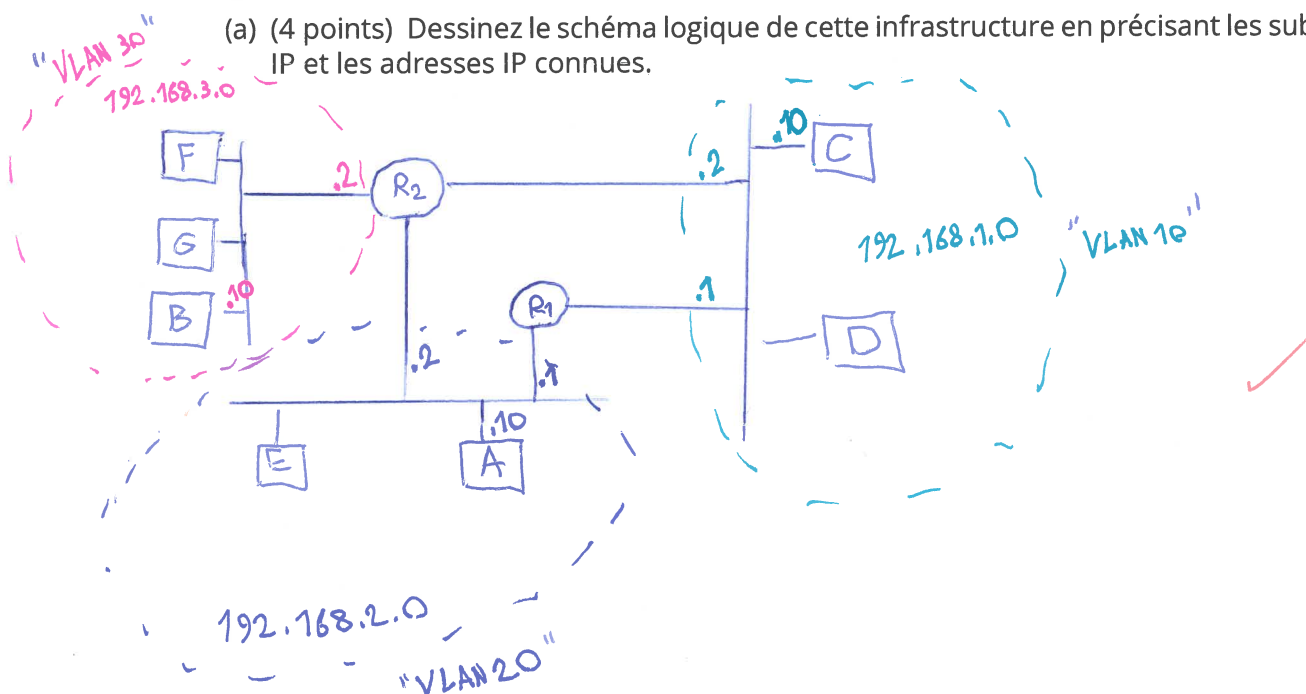 (a) (4 points) Dessinez le schéma logique de cette infrastructure en précisant les sub
IP et les adresses IP connues.
"VLAN 30"
192.168.3.0
F
.2
R2
.2
.10
C
G
192.168.1.0
"VLAN 10"
.10
B
R1
.1
D
.2
.1
.10
E
A
192.168.2.0
"VLAN20"